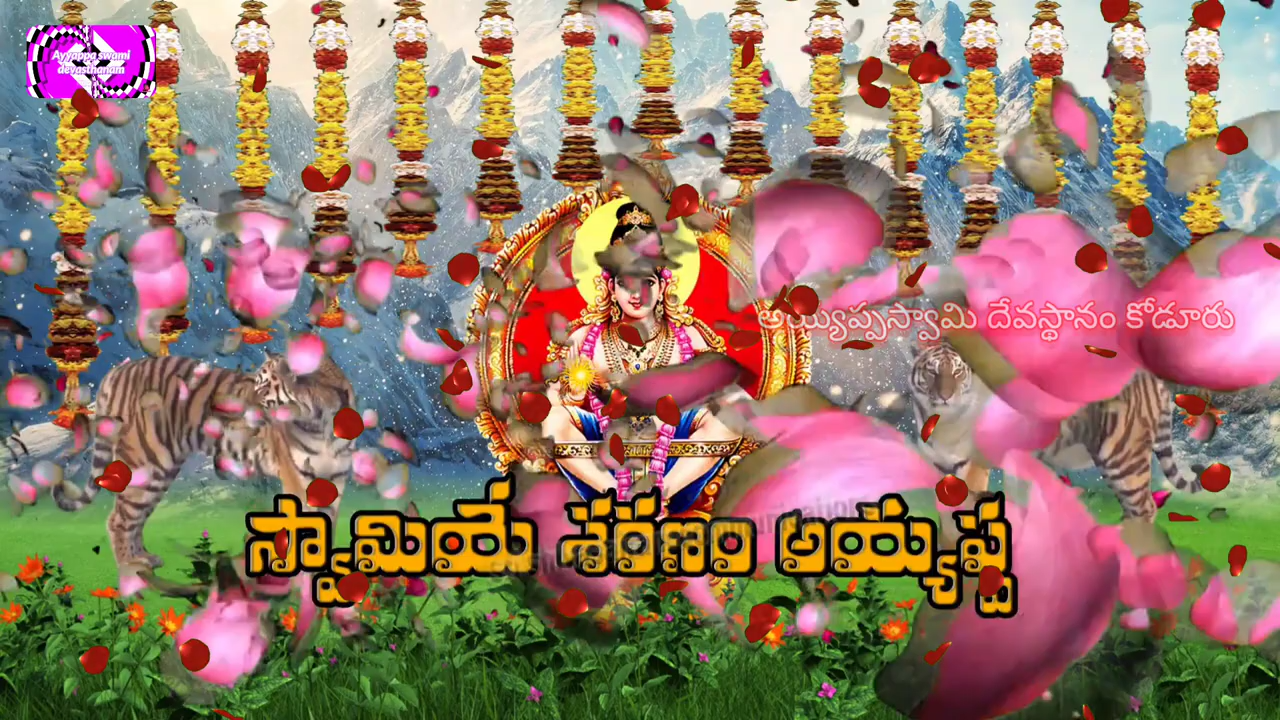 Ayyappa swami
devasthanam
అయ్యప్పస్వామి దేవస్థానం కోడూరు
స్వామియే శరణం అయ్యప్ప